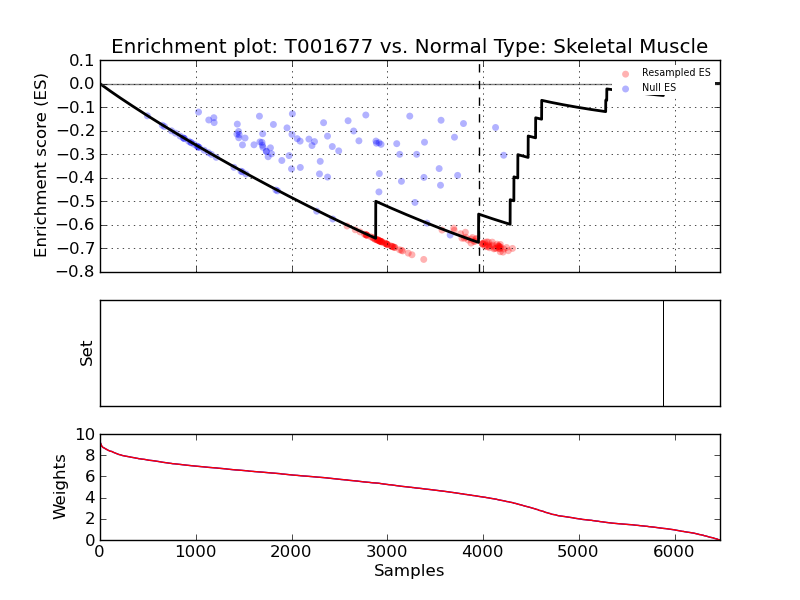 Enrichment plot: T001677 vs. Normal Type: Skeletal Muscle
Enrichment score (ES)
0.1
0.0
−0.1
−0.2
−0.3
−0.4
−0.5
−0.6
−0.7
−0.8
Resampled ES
Null ES
Set
Weights
10
8
6
4
2
0
0 1000 2000 3000 4000 5000 6000
Samples